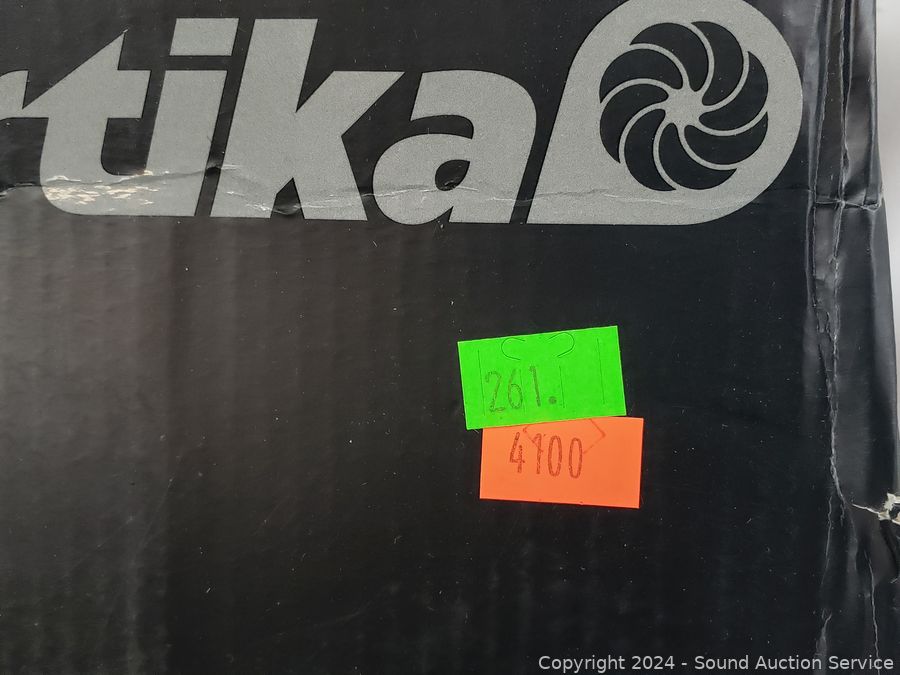 rtika
261.
4100
Copyright 2024 - Sound Auction Service